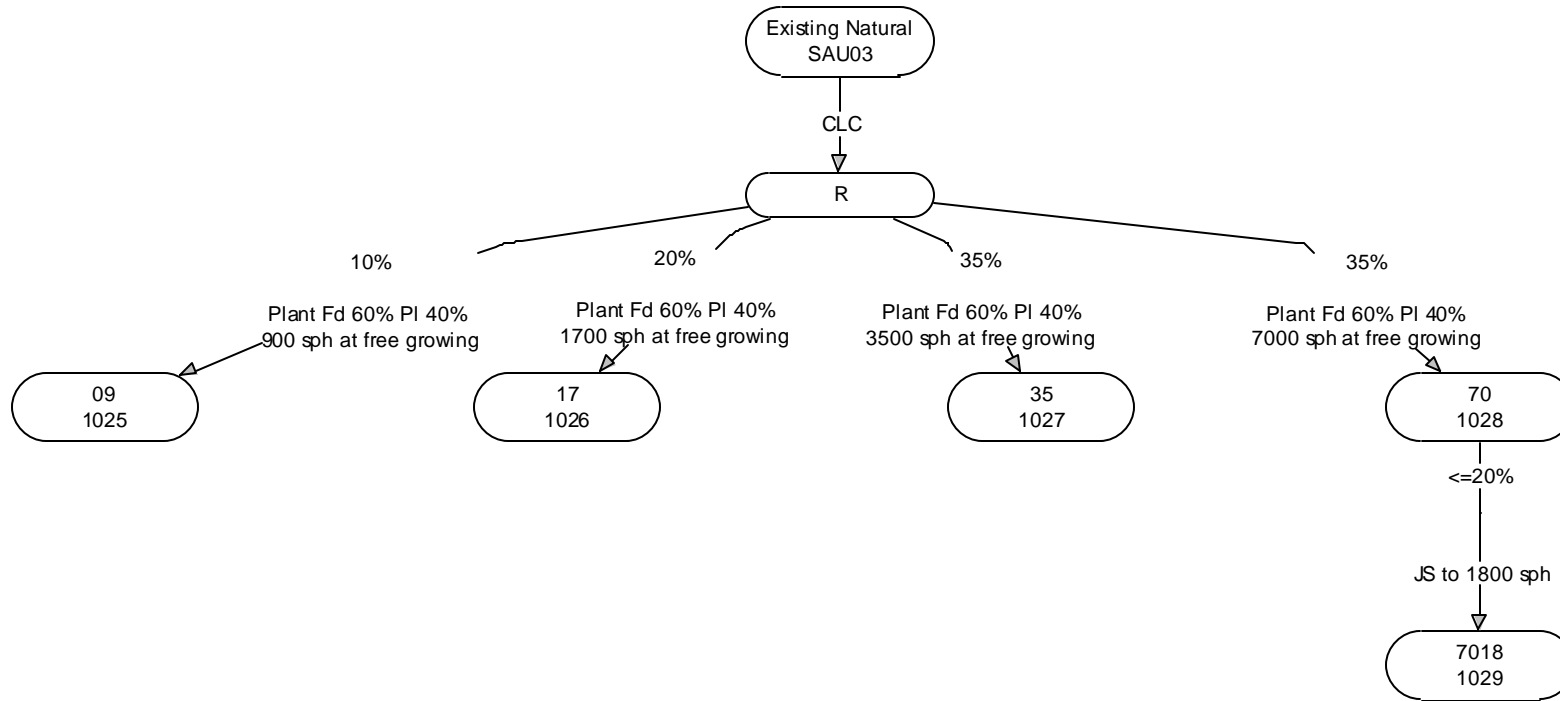 Existing Natural
SAU03
CLC
R
10%
20%
35%
35%
Plant Fd 60% Pl 40%
900 sph at free growing
Plant Fd 60% Pl 40%
1700 sph at free growing
Plant Fd 60% Pl 40%
3500 sph at free growing
Plant Fd 60% Pl 40%
7000 sph at free growing
09
1025
17
1026
35
1027
70
1028
<=20%
JS to 1800 sph
7018
1029